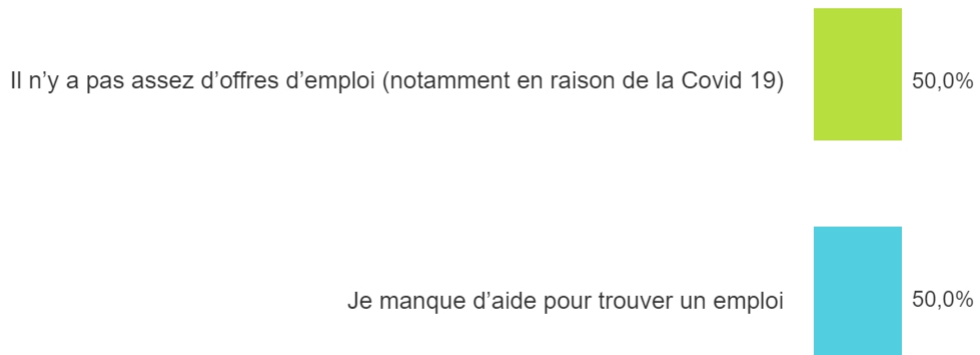 Il n’y a pas assez d’offres d’emploi (notamment en raison de la Covid 19) 50,0%
Je manque d’aide pour trouver un emploi 50,0%